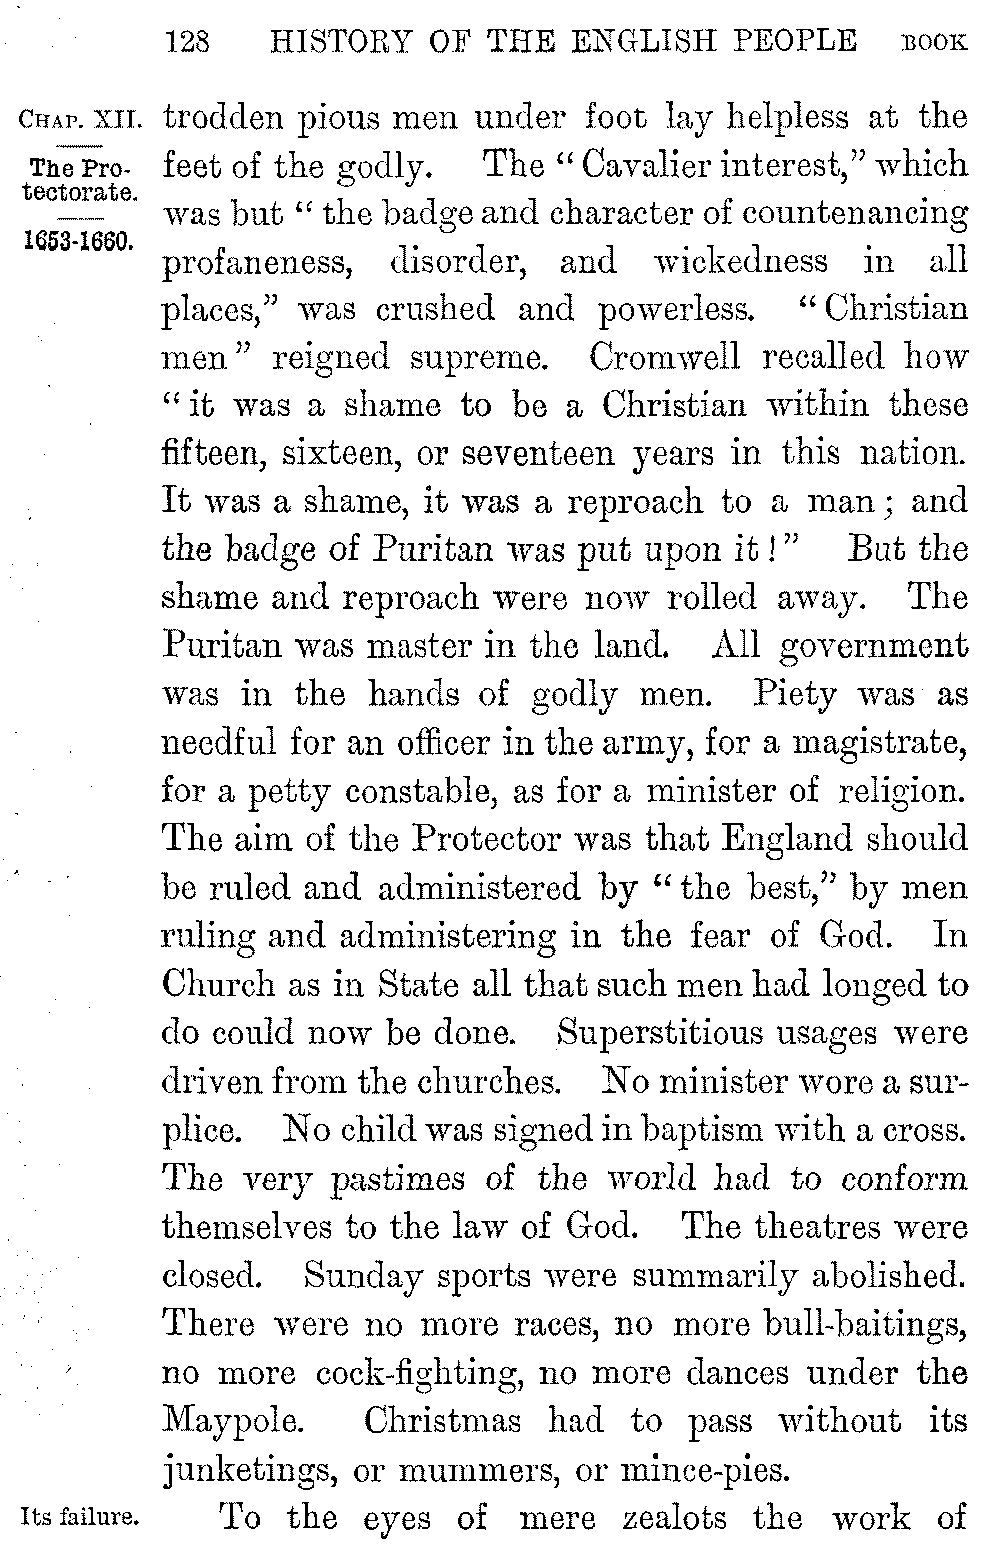 128 HISTORY OF THE ENGLISH PEOPLE BOOK
CHAP. XII.
The Pro-
tectorate.
1653-1660.
trodden pious men under foot lay helpless at the
feet of the godly. The “Cavalier interest,” which
was but “the badge and character of countenancing
profaneness, disorder, and wickedness in all
places,” was crushed and powerless. “Christian
men” reigned supreme. Cromwell recalled how
“it was a shame to be a Christian within these
fifteen, sixteen, or seventeen years in this nation.
It was a shame, it was a reproach to a man; and
the badge of Puritan was put upon it!” But the
shame and reproach were now rolled away. The
Puritan was master in the land. All government
was in the hands of godly men. Piety was as
needful for an officer in the army, for a magistrate,
for a petty constable, as for a minister of religion.
The aim of the Protector was that England should
be ruled and administered by “the best,” by men
ruling and administering in the fear of God. In
Church as in State all that such men had longed to
do could now be done. Superstitious usages were
driven from the churches. No minister wore a sur-
plice. No child was signed in baptism with a cross.
The very pastimes of the world had to conform
themselves to the law of God. The theatres were
closed. Sunday sports were summarily abolished.
There were no more races, no more bull-baitings,
no more cock-fighting, no more dances under the
Maypole. Christmas had to pass without its
junketings, or mummers, or mince-pies.
Its failure.
To the eyes of mere zealots the work of